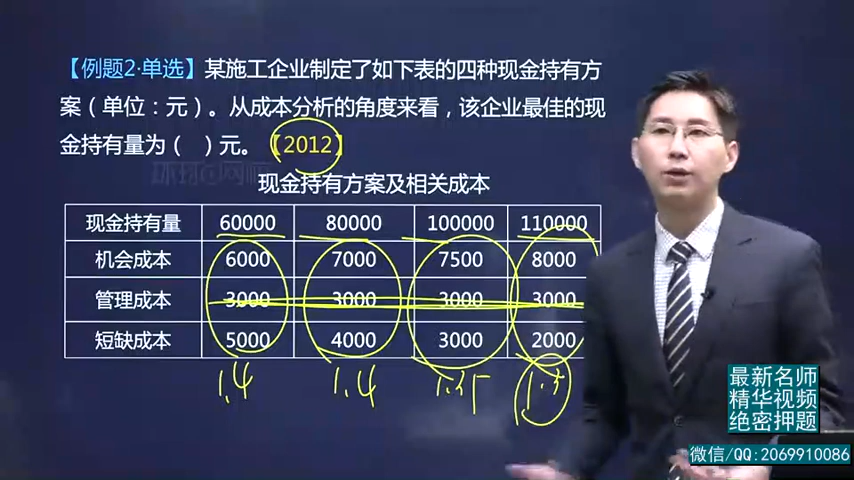 【例题2·单选】某施工企业制定了如下表的四种现金持有方
案（单位：元）。从成本分析的角度来看，该企业最佳的现
金持有量为（ ）元。【2012】
现金持有方案及相关成本
现金持有量 60000 80000 100000 110000
机会成本 6000 7000 7500 8000
管理成本 3000 3000 3000 3000
短缺成本 5000 4000 3000 2000
1.4 1.4 1.35 1.3
最新名师
精华视频
绝密押题
微信/QQ:2069910086